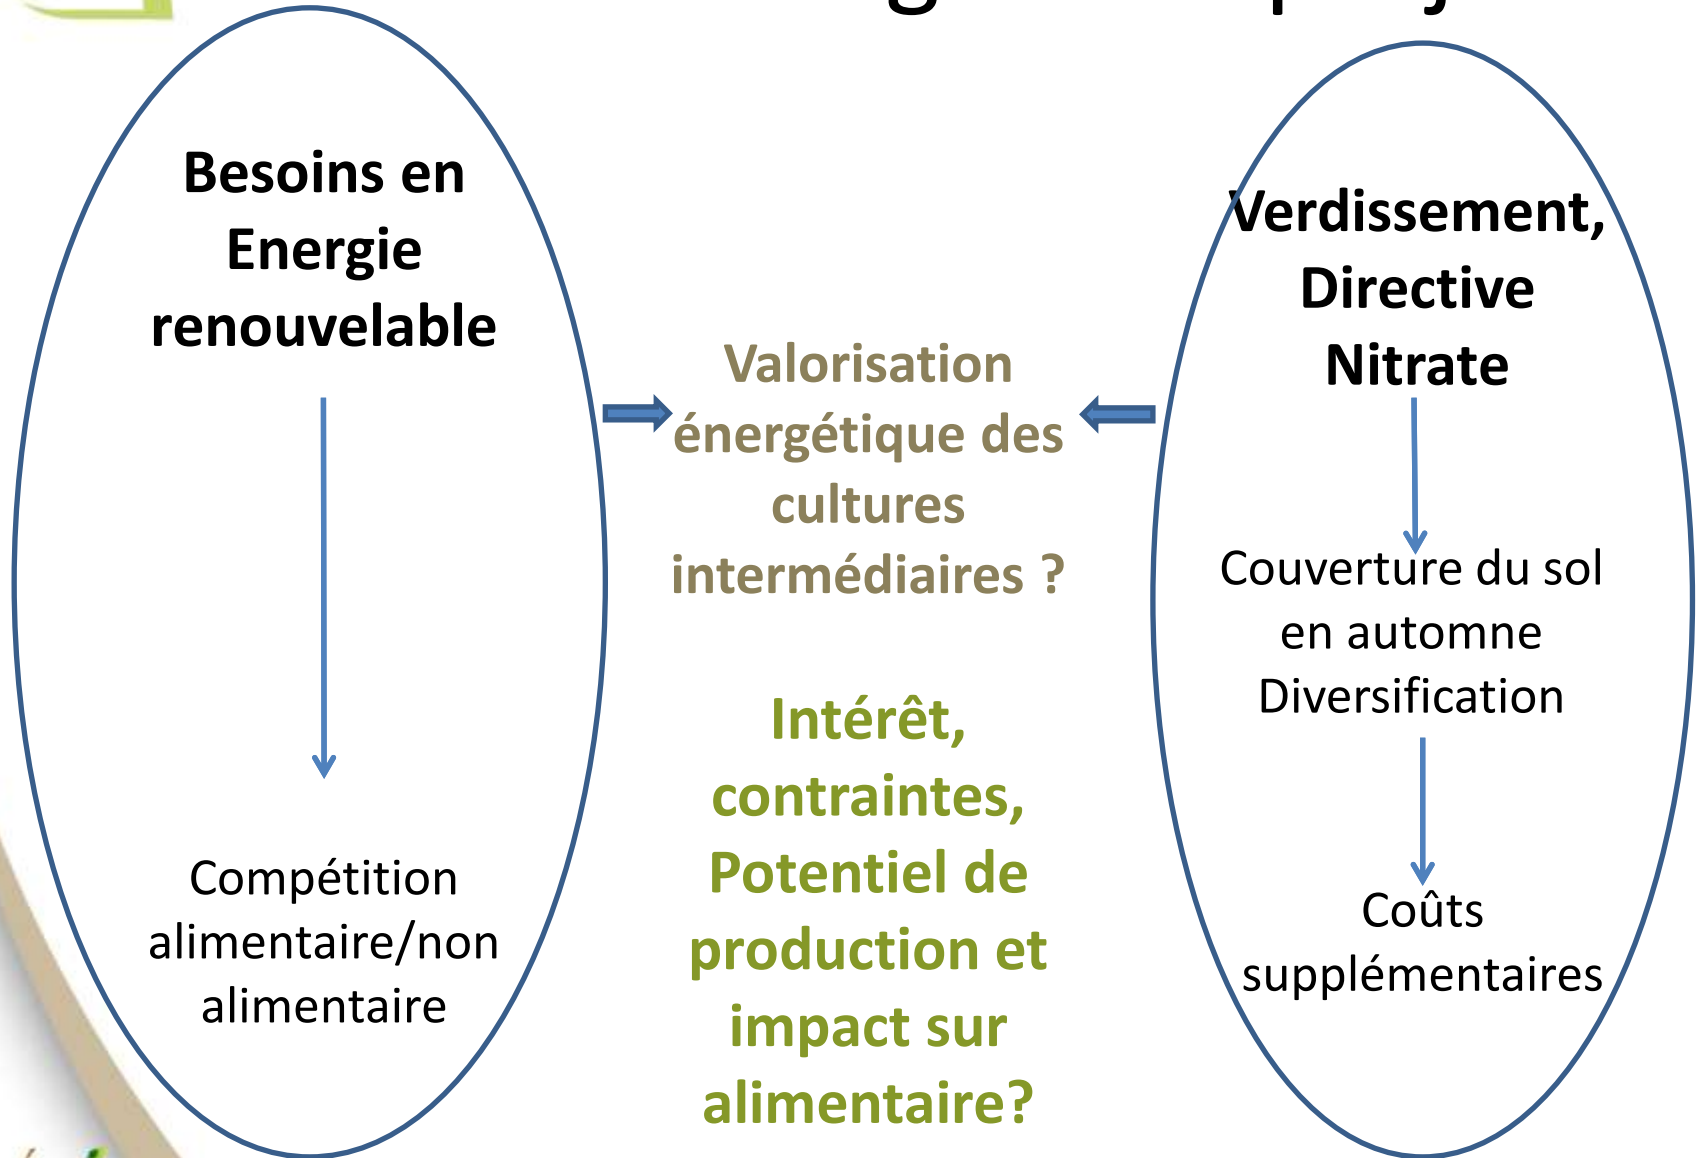 Besoins en
Energie
renouvelable
Compétition
alimentaire/non
alimentaire
Valorisation
énergétique des
cultures
intermédiaires ?
Intérêt,
contraintes,
Potentiel de
production et
impact sur
alimentaire?
Verdissement,
Directive
Nitrate
Couverture du sol
en automne
Diversification
Coûts
supplémentaires